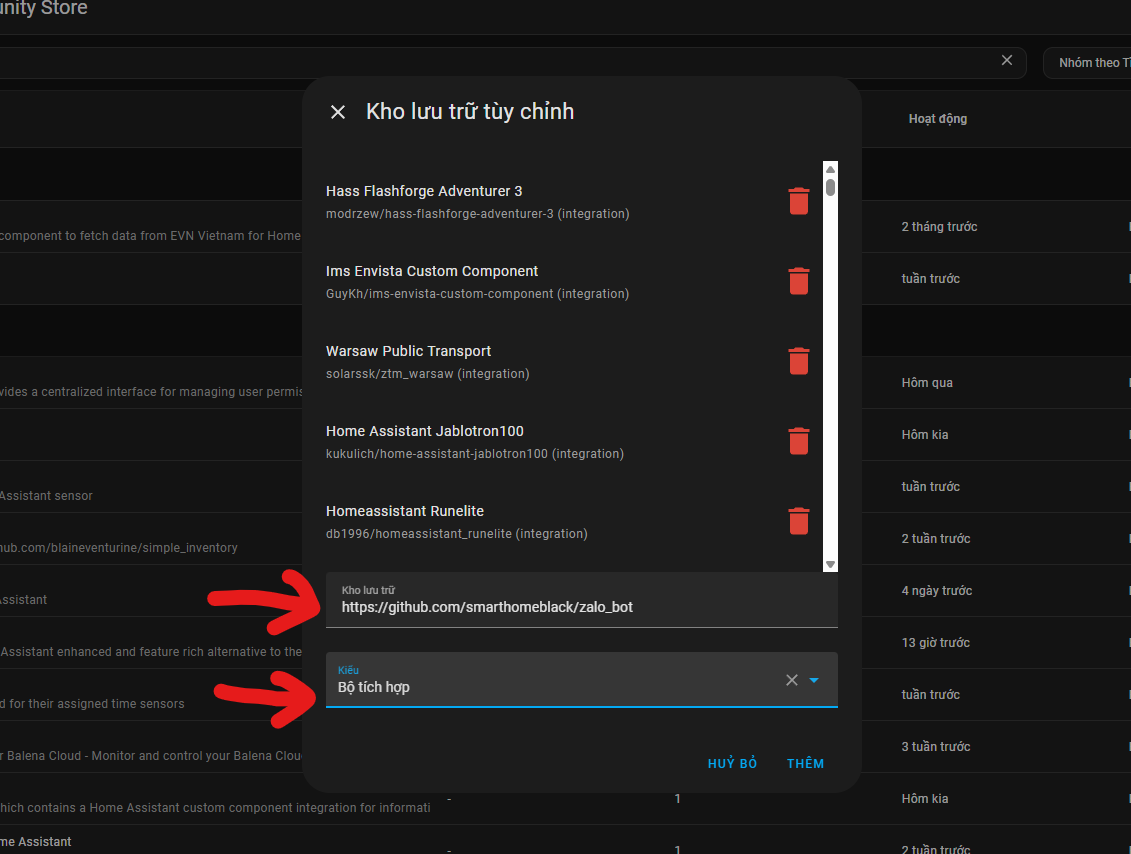 unity Store
Nhóm theo Tì
Kho lưu trữ tùy chỉnh
Hoạt động
Hass Flashforge Adventurer 3
modrzew/hass-flashforge-adventurer-3 (integration)
component to fetch data from EVN Vietnam for Home
2 tháng trước
Ims Envista Custom Component
GuyKh/ims-envista-custom-component (integration)
tuần trước
Warsaw Public Transport
solarssk/ztm_warsaw (integration)
vides a centralized interface for managing user permis
Hôm qua
Home Assistant Jablotron100
kukulich/home-assistant-jablotron100 (integration)
Hôm kia
Assistant sensor
tuần trước
Homeassistant Runelite
db1996/homeassistant_runelite (integration)
hub.com/blaineventurine/simple_inventory
2 tuần trước
Kho lưu trữ
https://github.com/smarthomeblack/zalo_bot
Assistant
4 ngày trước
Assistant enhanced and feature rich alternative to the
13 giờ trước
Kiểu
Bộ tích hợp
d for their assigned time sensors
tuần trước
r Balena Cloud - Monitor and control your Balena Clou
3 tuần trước
HUỶ BỎ
THÊM
hich contains a Home Assistant custom component integration for informati
-
1
Hôm kia
me Assistant
-
1
2 tuần trước